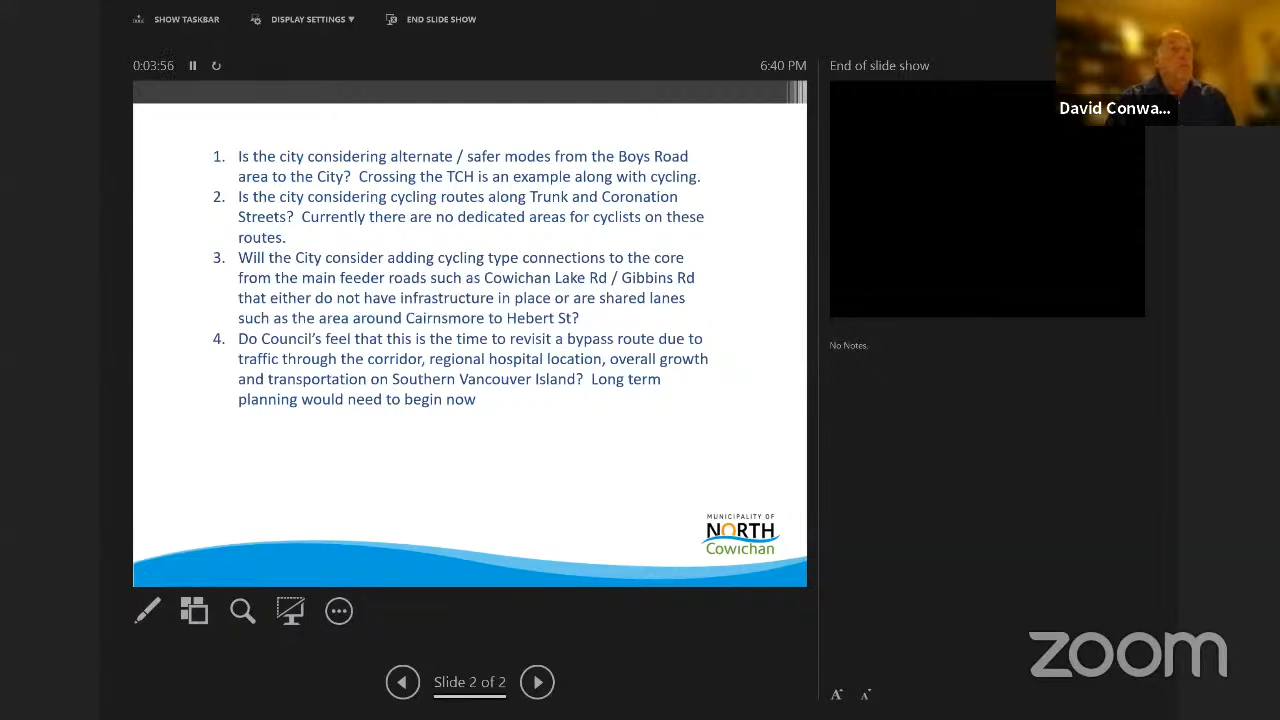 SHOW TASKBAR
DISPLAY SETTINGS ▼
END SLIDE SHOW
0:03:56
6:40 PM
End of slide show
David Conwa...
1. Is the city considering alternate / safer modes from the Boys Road
area to the City? Crossing the TCH is an example along with cycling.
2. Is the city considering cycling routes along Trunk and Coronation
Streets? Currently there are no dedicated areas for cyclists on these
routes.
3. Will the City consider adding cycling type connections to the core
from the main feeder roads such as Cowichan Lake Rd / Gibbins Rd
that either do not have infrastructure in place or are shared lanes
such as the area around Cairnsmore to Hebert St?
4. Do Council's feel that this is the time to revisit a bypass route due to
traffic through the corridor, regional hospital location, overall growth
and transportation on Southern Vancouver Island? Long term
planning would need to begin now
No Notes.
MUNICIPALITY OF
NORTH
Cowichan
Slide 2 of 2
A A
zoom